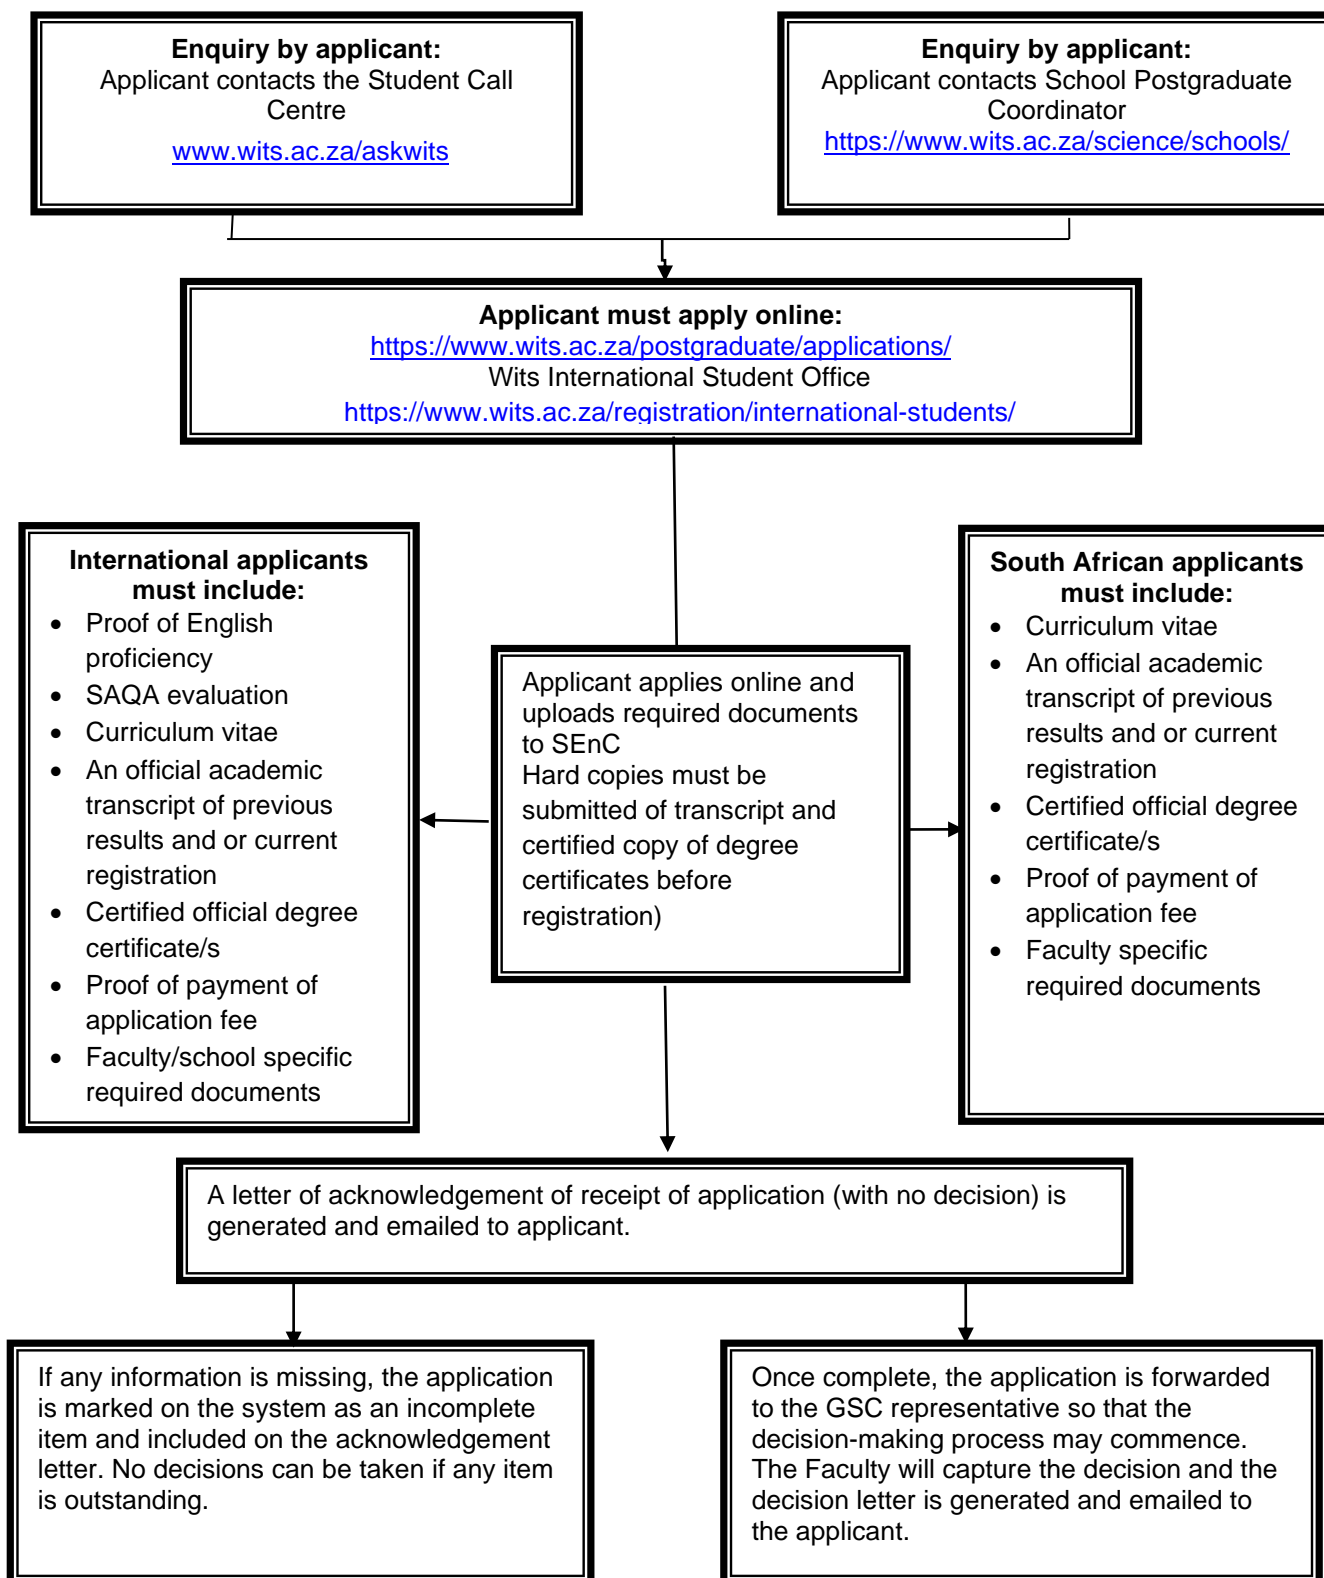 Enquiry by applicant:
Applicant contacts the Student Call
Centre
www.wits.ac.za/askwits
Enquiry by applicant:
Applicant contacts School Postgraduate
Coordinator
https://www.wits.ac.za/science/schools/
Applicant must apply online:
https://www.wits.ac.za/postgraduate/applications/
Wits International Student Office
https://www.wits.ac.za/registration/international-students/
International applicants
must include:
• Proof of English
proficiency
• SAQA evaluation
• Curriculum vitae
• An official academic
transcript of previous
results and or current
registration
• Certified official degree
certificate/s
• Proof of payment of
application fee
• Faculty/school specific
required documents
Applicant applies online and
uploads required documents
to SEnC
Hard copies must be
submitted of transcript and
certified copy of degree
certificates before
registration)
South African applicants
must include:
• Curriculum vitae
• An official academic
transcript of previous
results and or current
registration
• Certified official degree
certificate/s
• Proof of payment of
application fee
• Faculty specific
required documents
A letter of acknowledgement of receipt of application (with no decision) is
generated and emailed to applicant.
If any information is missing, the application
is marked on the system as an incomplete
item and included on the acknowledgement
letter. No decisions can be taken if any item
is outstanding.
Once complete, the application is forwarded
to the GSC representative so that the
decision-making process may commence.
The Faculty will capture the decision and the
decision letter is generated and emailed to
the applicant.